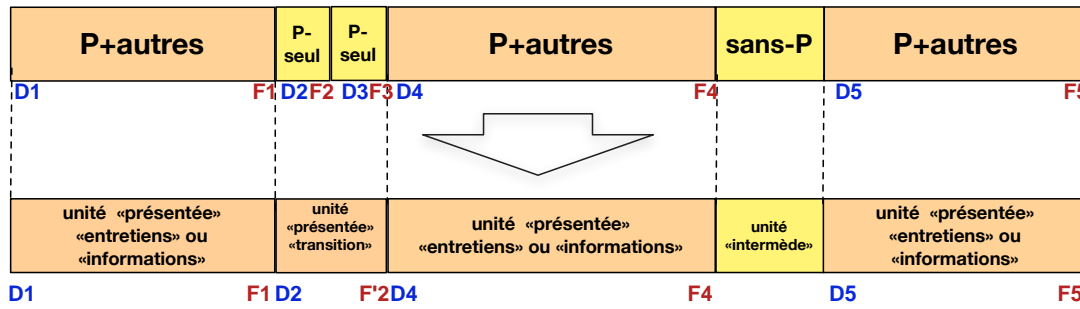 P+autres
P-
seul
P-
seul
P+autres
sans-P
P+autres
D1 F1 D2 F2 D3 F3 D4 F4 D5 F5
unité «présentée»
«entretiens» ou
«informations»
unité
«présentée»
«transition»
unité «présentée»
«entretiens» ou «informations»
unité
«intermède»
unité «présentée»
«entretiens» ou
«informations»
D1 F1 D2 F'2 D4 F4 D5 F5